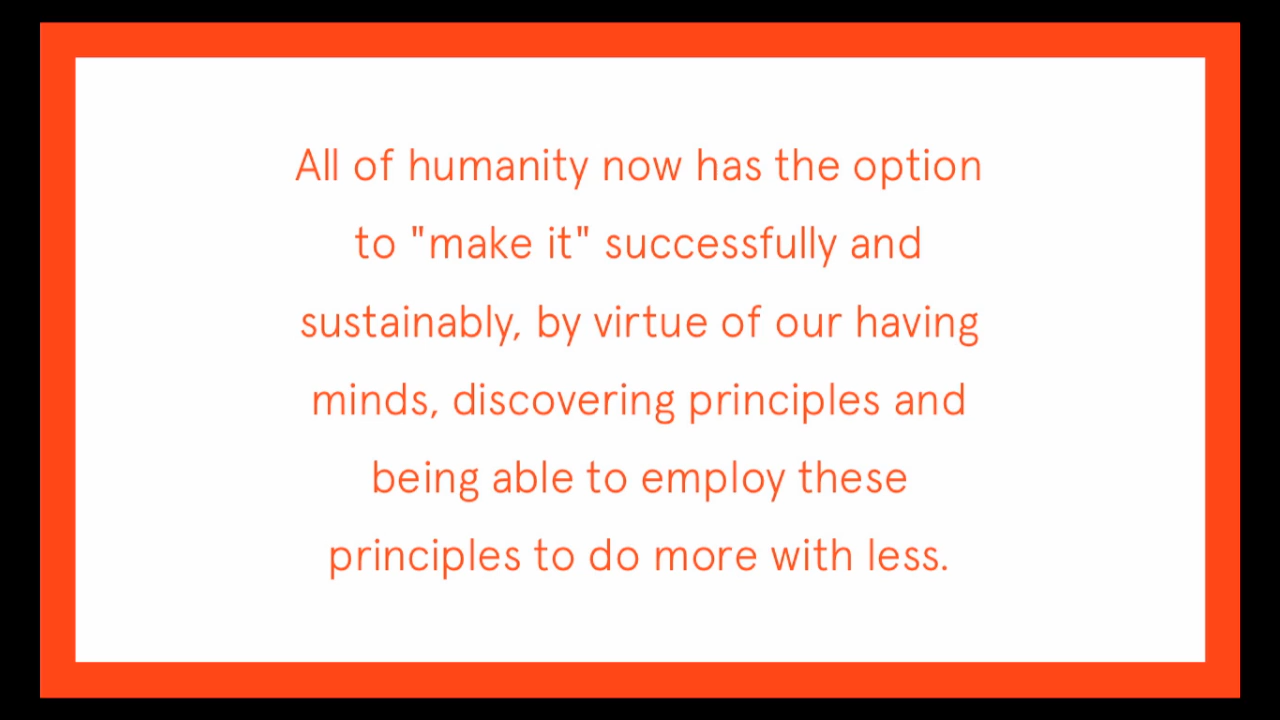 All of humanity now has the option
to "make it" successfully and
sustainably, by virtue of our having
minds, discovering principles and
being able to employ these
principles to do more with less.